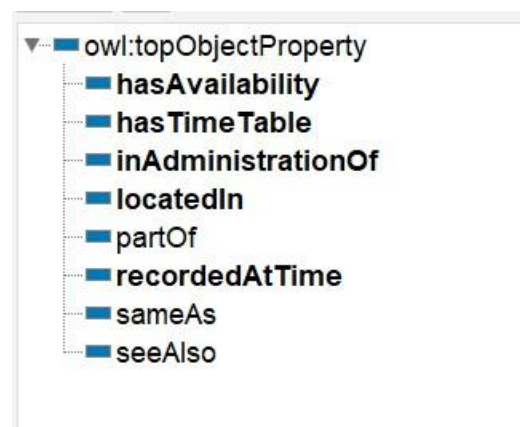 owl:topObjectProperty
hasAvailability
hasTimeTable
inAdministrationOf
locatedIn
partOf
recordedAtTime
sameAs
seeAlso